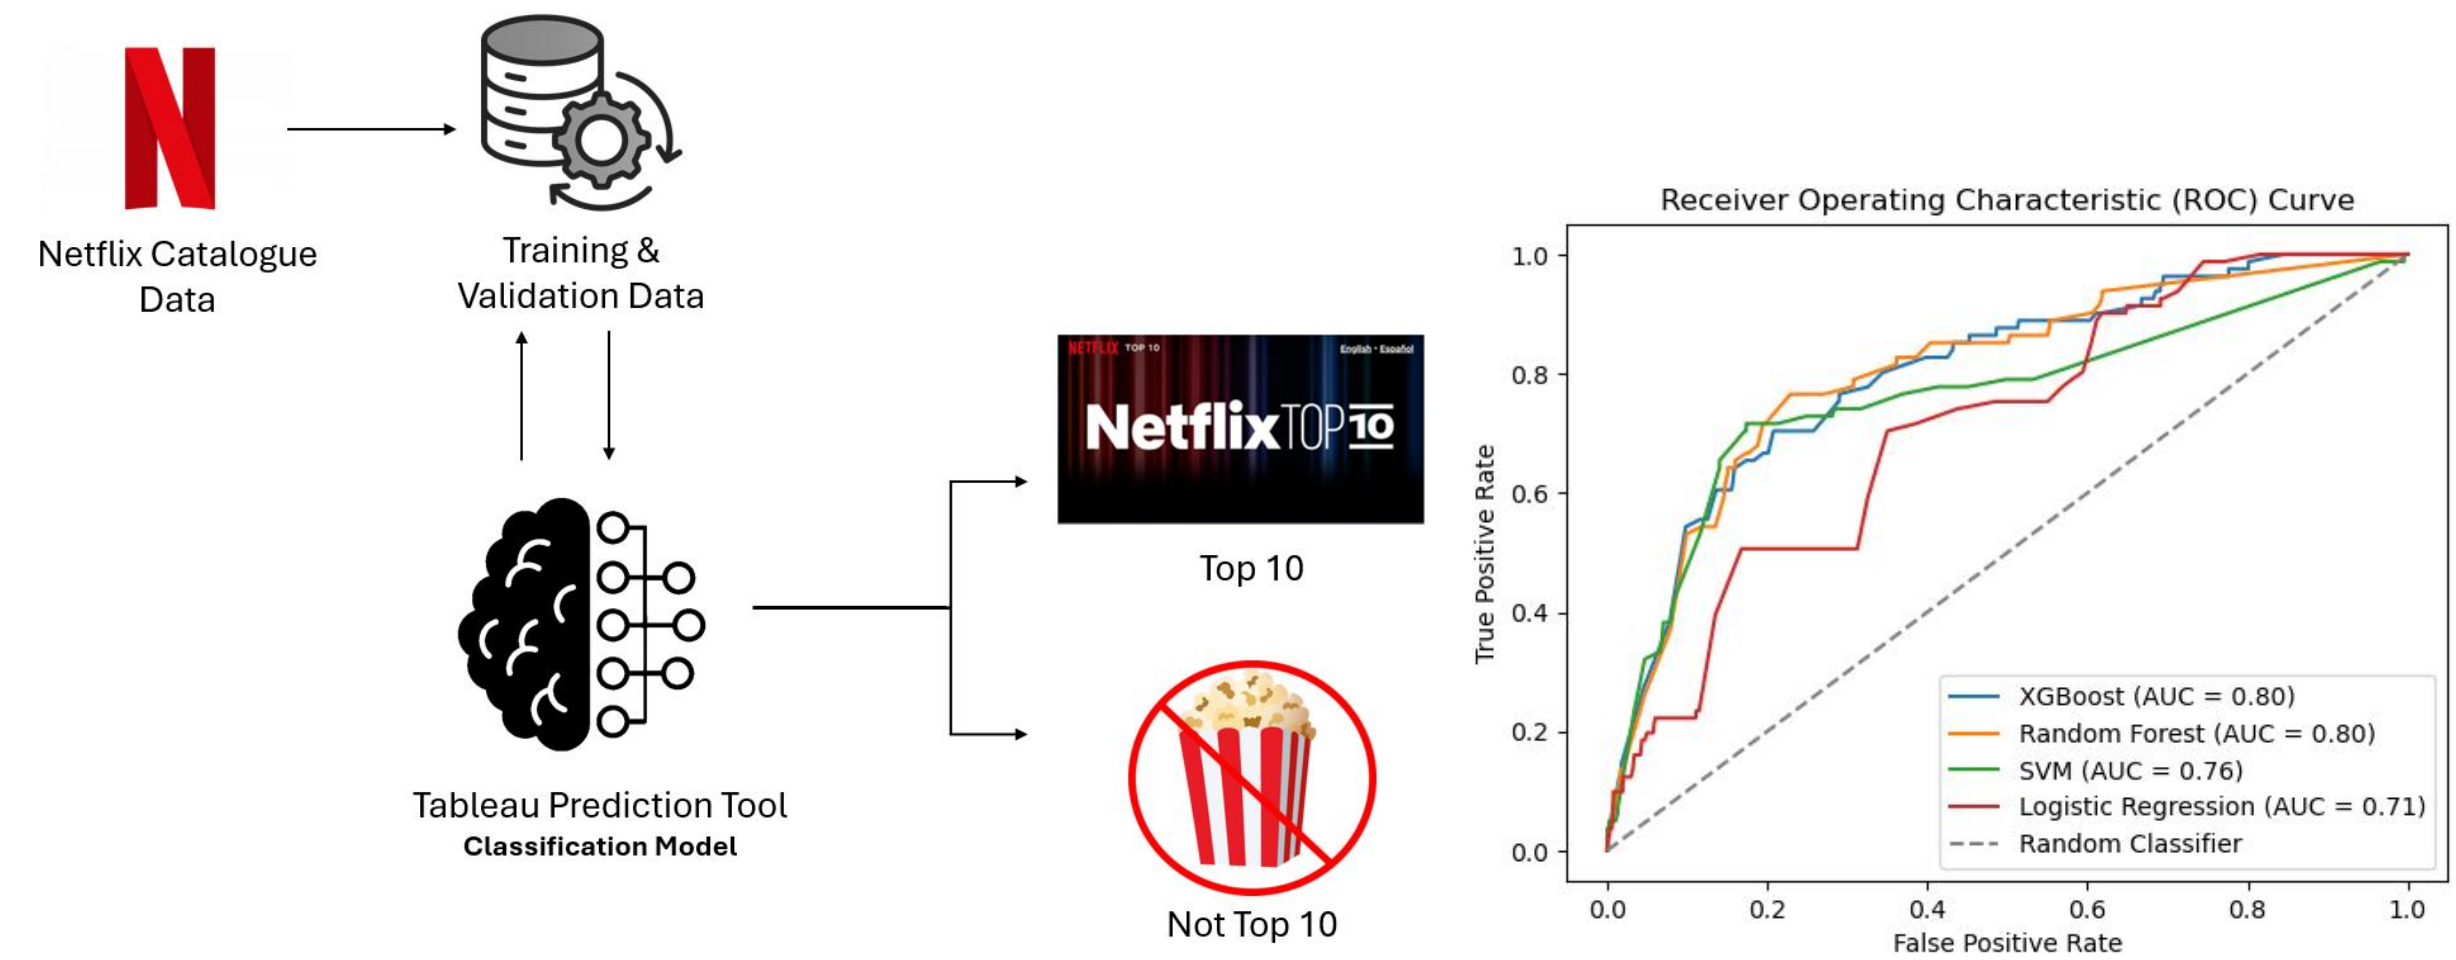 Netflix Catalogue
Data
Training &
Validation Data
Tableau Prediction Tool
Classification Model
NETFLIX TOP 10
English • Español
NetflixTOP10
Top 10
Not Top 10
Receiver Operating Characteristic (ROC) Curve
True Positive Rate
1.0
0.8
0.6
0.4
0.2
0.0
XGBoost (AUC = 0.80)
Random Forest (AUC = 0.80)
SVM (AUC = 0.76)
Logistic Regression (AUC = 0.71)
Random Classifier
0.0 0.2 0.4 0.6 0.8 1.0
False Positive Rate